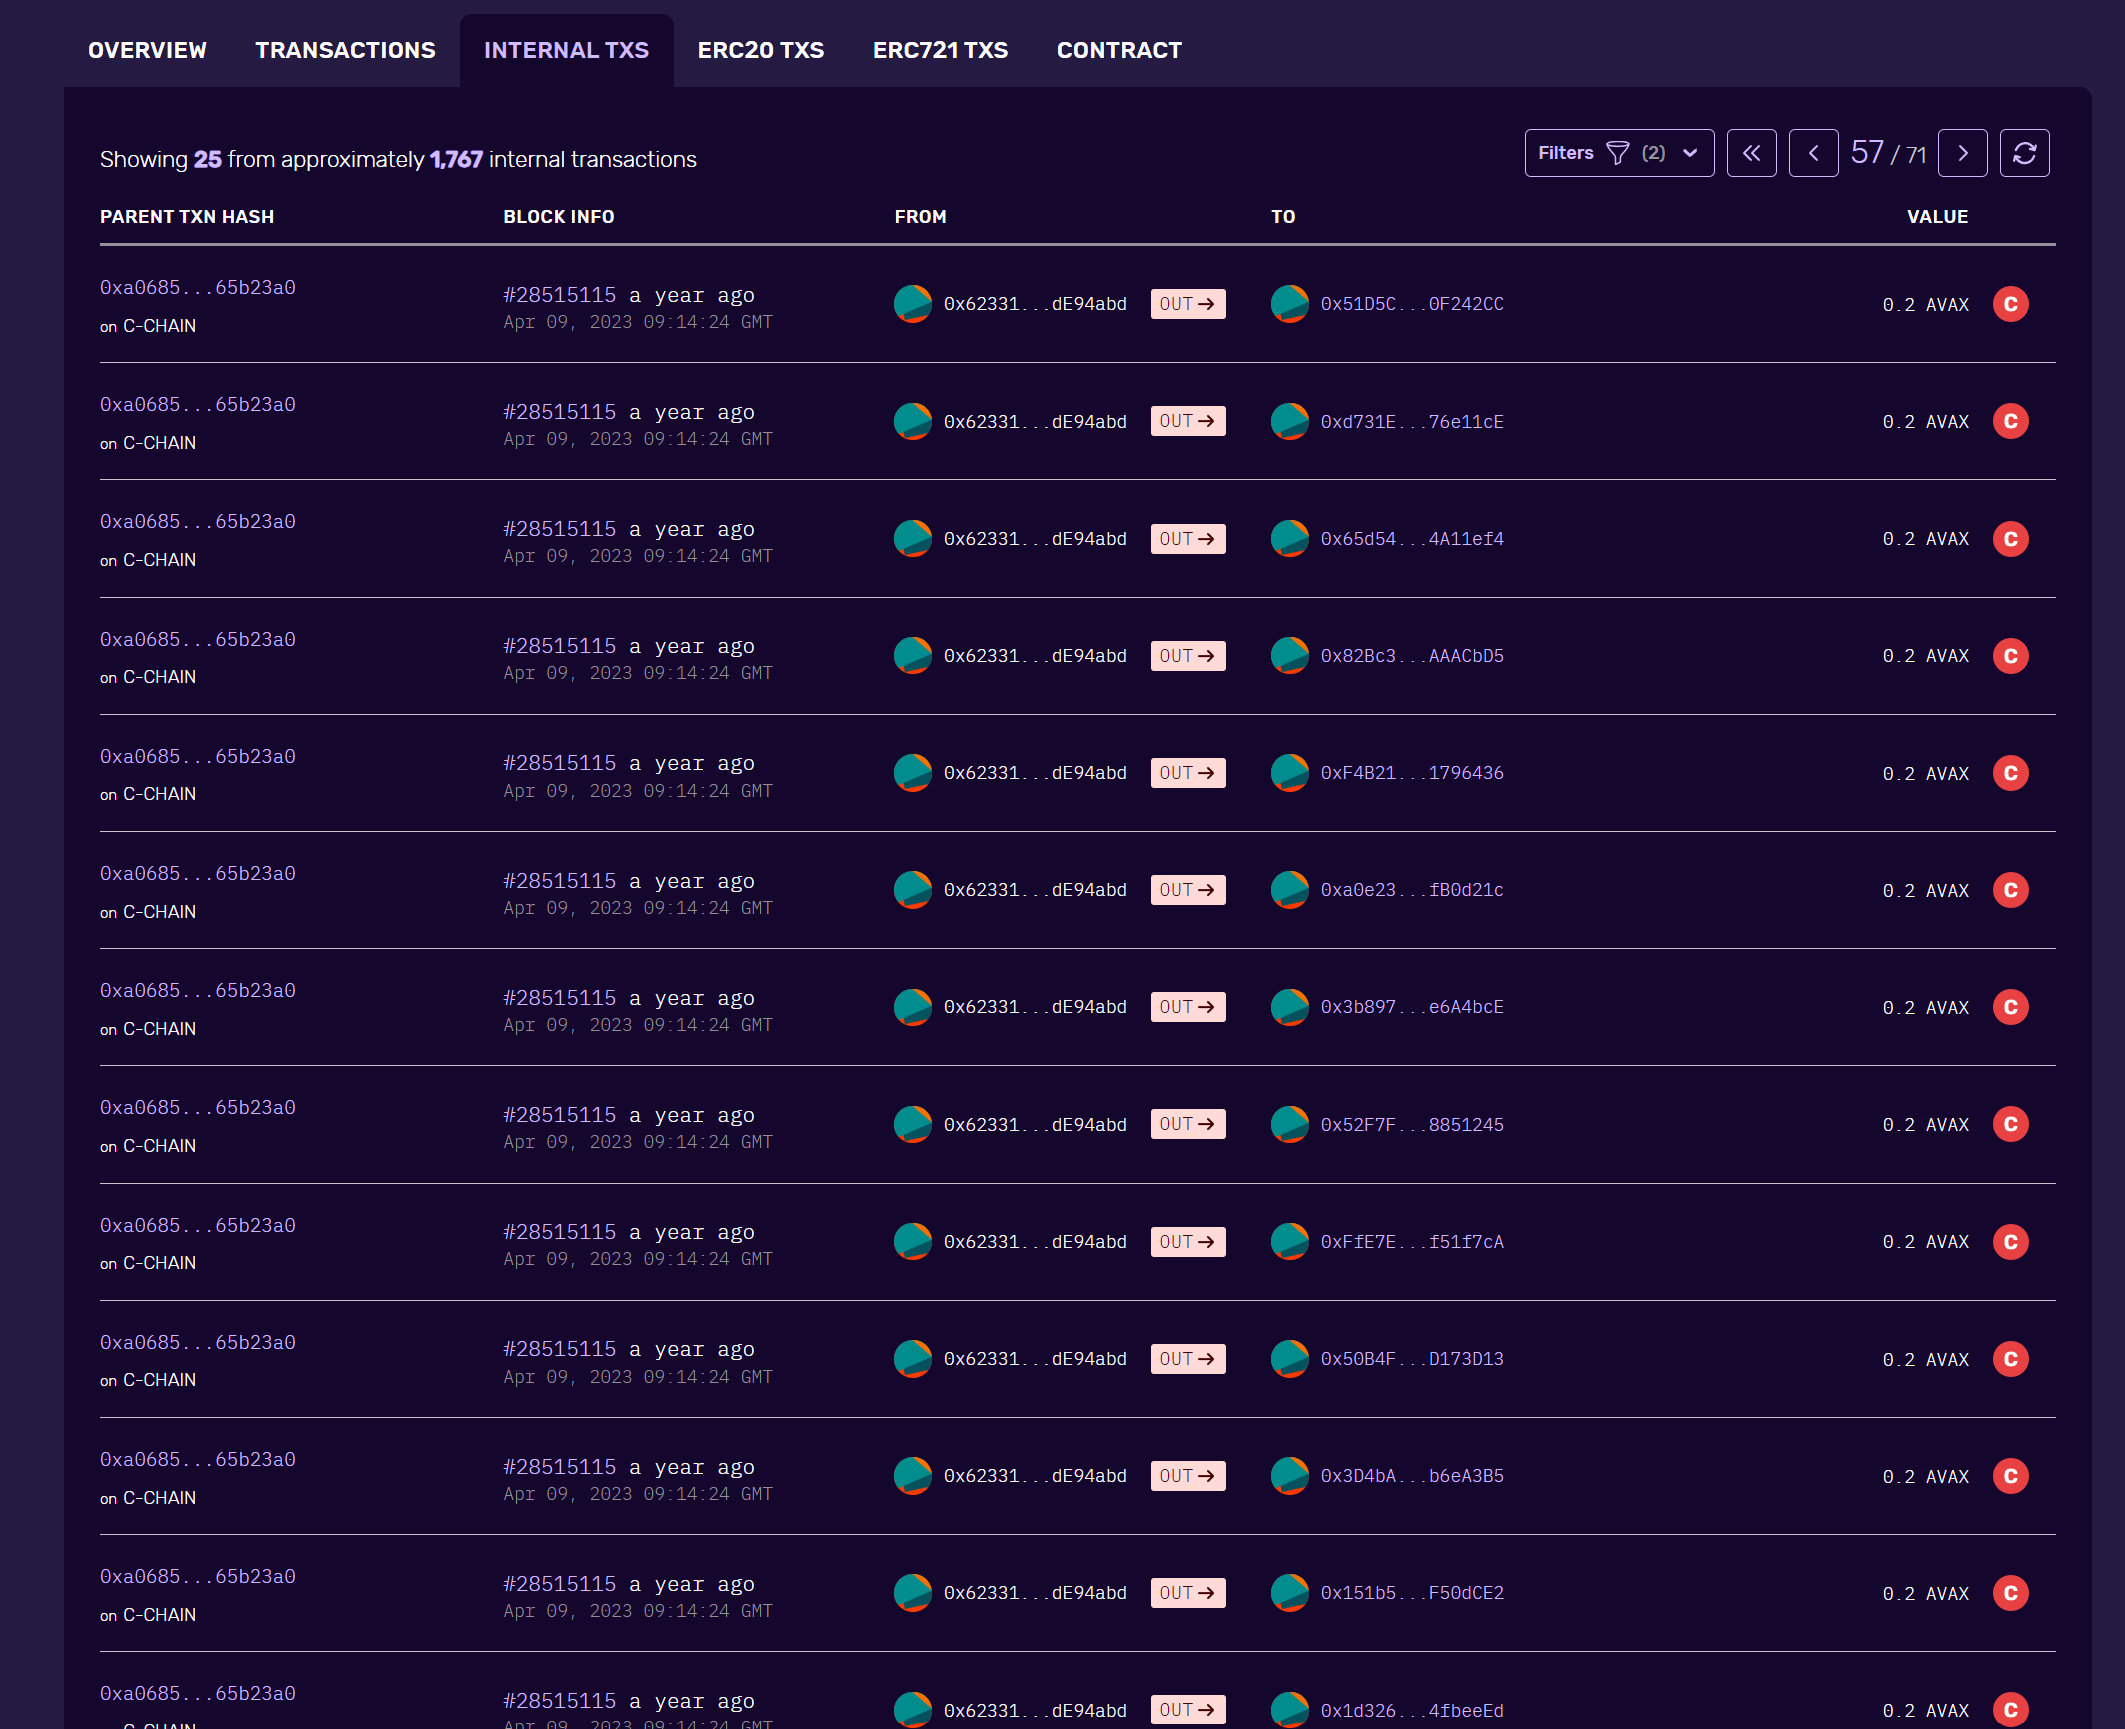 OVERVIEW TRANSACTIONS INTERNAL TXS ERC20 TXS ERC721 TXS CONTRACT
Showing 25 from approximately 1,767 internal transactions Filters (2) 57 / 71
PARENT TXN HASH BLOCK INFO FROM TO VALUE
0xa0685...65b23a0
#28515115 a year ago
0x62331...dE94abd OUT 0x51D5C...0F242CC 0.2 AVAX C
Apr 09, 2023 09:14:24 GMT
on C-CHAIN
0xa0685...65b23a0
#28515115 a year ago
0x62331...dE94abd OUT 0xd731E...76e11cE 0.2 AVAX C
Apr 09, 2023 09:14:24 GMT
on C-CHAIN
0xa0685...65b23a0
#28515115 a year ago
0x62331...dE94abd OUT 0x65d54...4A11ef4 0.2 AVAX C
Apr 09, 2023 09:14:24 GMT
on C-CHAIN
0xa0685...65b23a0
#28515115 a year ago
0x62331...dE94abd OUT 0x82Bc3...AAACbD5 0.2 AVAX C
Apr 09, 2023 09:14:24 GMT
on C-CHAIN
0xa0685...65b23a0
#28515115 a year ago
0x62331...dE94abd OUT 0xF4B21...1796436 0.2 AVAX C
Apr 09, 2023 09:14:24 GMT
on C-CHAIN
0xa0685...65b23a0
#28515115 a year ago
0x62331...dE94abd OUT 0xa0e23...fB0d21c 0.2 AVAX C
Apr 09, 2023 09:14:24 GMT
on C-CHAIN
0xa0685...65b23a0
#28515115 a year ago
0x62331...dE94abd OUT 0x3b897...e6A4bcE 0.2 AVAX C
Apr 09, 2023 09:14:24 GMT
on C-CHAIN
0xa0685...65b23a0
#28515115 a year ago
0x62331...dE94abd OUT 0x52F7F...8851245 0.2 AVAX C
Apr 09, 2023 09:14:24 GMT
on C-CHAIN
0xa0685...65b23a0
#28515115 a year ago
0x62331...dE94abd OUT 0xFfE7E...f51f7cA 0.2 AVAX C
Apr 09, 2023 09:14:24 GMT
on C-CHAIN
0xa0685...65b23a0
#28515115 a year ago
0x62331...dE94abd OUT 0x50B4F...D173D13 0.2 AVAX C
Apr 09, 2023 09:14:24 GMT
on C-CHAIN
0xa0685...65b23a0
#28515115 a year ago
0x62331...dE94abd OUT 0x3D4bA...b6eA3B5 0.2 AVAX C
Apr 09, 2023 09:14:24 GMT
on C-CHAIN
0xa0685...65b23a0
#28515115 a year ago
0x62331...dE94abd OUT 0x151b5...F50dCE2 0.2 AVAX C
Apr 09, 2023 09:14:24 GMT
on C-CHAIN
0xa0685...65b23a0
#28515115 a year ago
0x62331...dE94abd OUT 0x1d326...4fbeeEd 0.2 AVAX C
Apr 09, 2023 09:14:24 GMT
on C-CHAIN